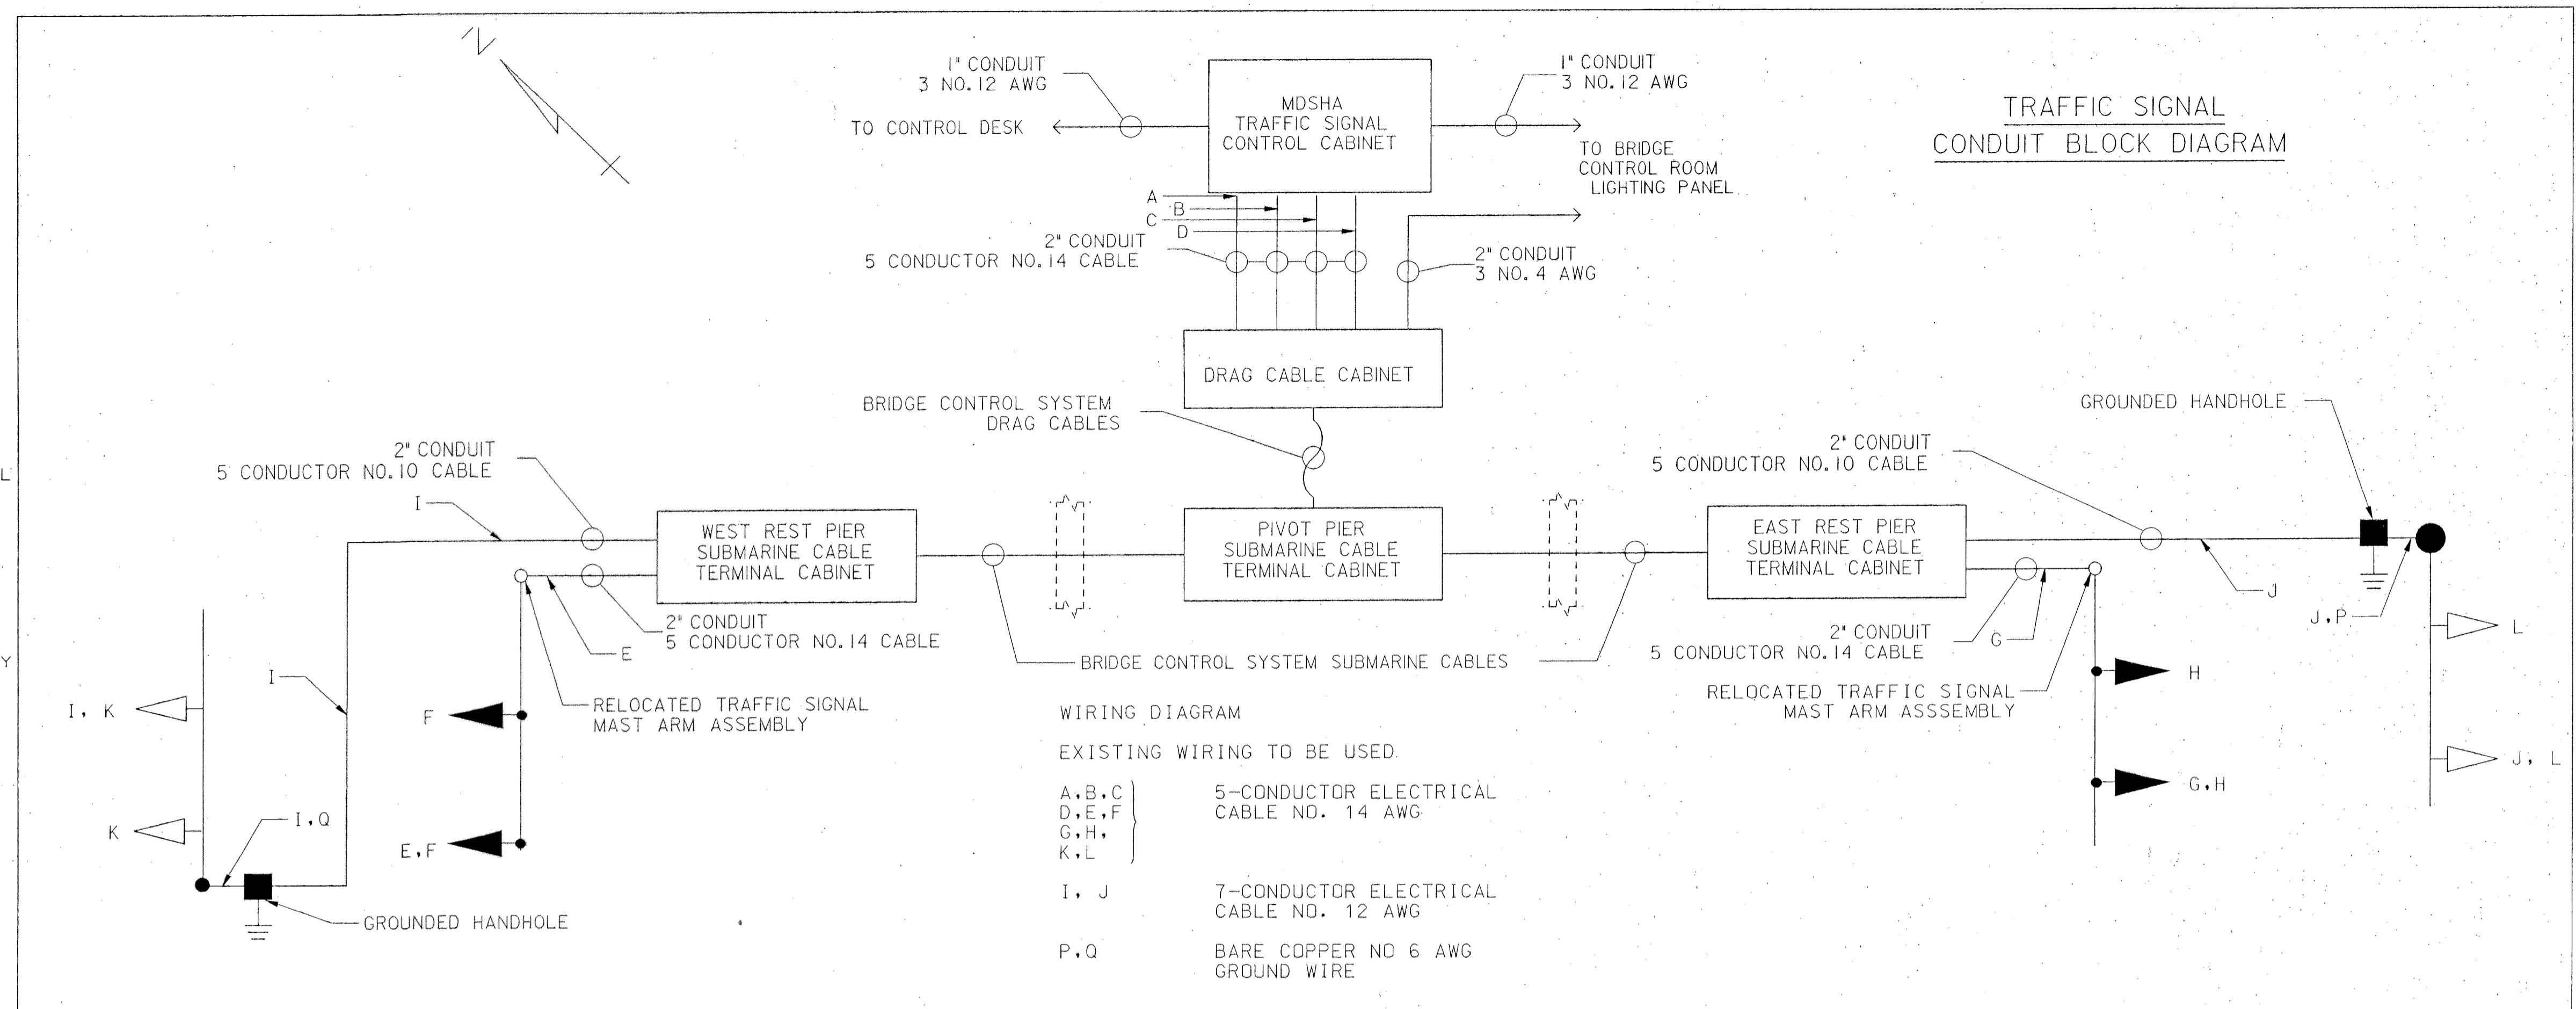 N
1" CONDUIT
3 NO.12 AWG
TO CONTROL DESK
MDSHA
TRAFFIC SIGNAL
CONTROL CABINET
1" CONDUIT
3 NO.12 AWG
TO BRIDGE
CONTROL ROOM
LIGHTING PANEL
TRAFFIC SIGNAL
CONDUIT BLOCK DIAGRAM
A
B
C
D
2" CONDUIT
5 CONDUCTOR NO.14 CABLE
2" CONDUIT
3 NO.4 AWG
DRAG CABLE CABINET
BRIDGE CONTROL SYSTEM
DRAG CABLES
GROUNDED HANDHOLE
2" CONDUIT
5 CONDUCTOR NO.10 CABLE
I
2" CONDUIT
5 CONDUCTOR NO.10 CABLE
L
Y
WEST REST PIER
SUBMARINE CABLE
TERMINAL CABINET
PIVOT PIER
SUBMARINE CABLE
TERMINAL CABINET
EAST REST PIER
SUBMARINE CABLE
TERMINAL CABINET
J
J,P
L
2" CONDUIT
5 CONDUCTOR NO.14 CABLE
E
BRIDGE CONTROL SYSTEM SUBMARINE CABLES
2" CONDUIT
5 CONDUCTOR NO.14 CABLE
G
H
I
I, K
F
RELOCATED TRAFFIC SIGNAL
MAST ARM ASSEMBLY
RELOCATED TRAFFIC SIGNAL
MAST ARM ASSSEMBLY
J, L
G,H
K
I,Q
E,F
GROUNDED HANDHOLE
WIRING DIAGRAM
EXISTING WIRING TO BE USED
A,B,C 5-CONDUCTOR ELECTRICAL
D,E,F CABLE NO. 14 AWG
G,H,
K,L
I, J 7-CONDUCTOR ELECTRICAL
CABLE NO. 12 AWG
P,Q BARE COPPER NO 6 AWG
GROUND WIRE